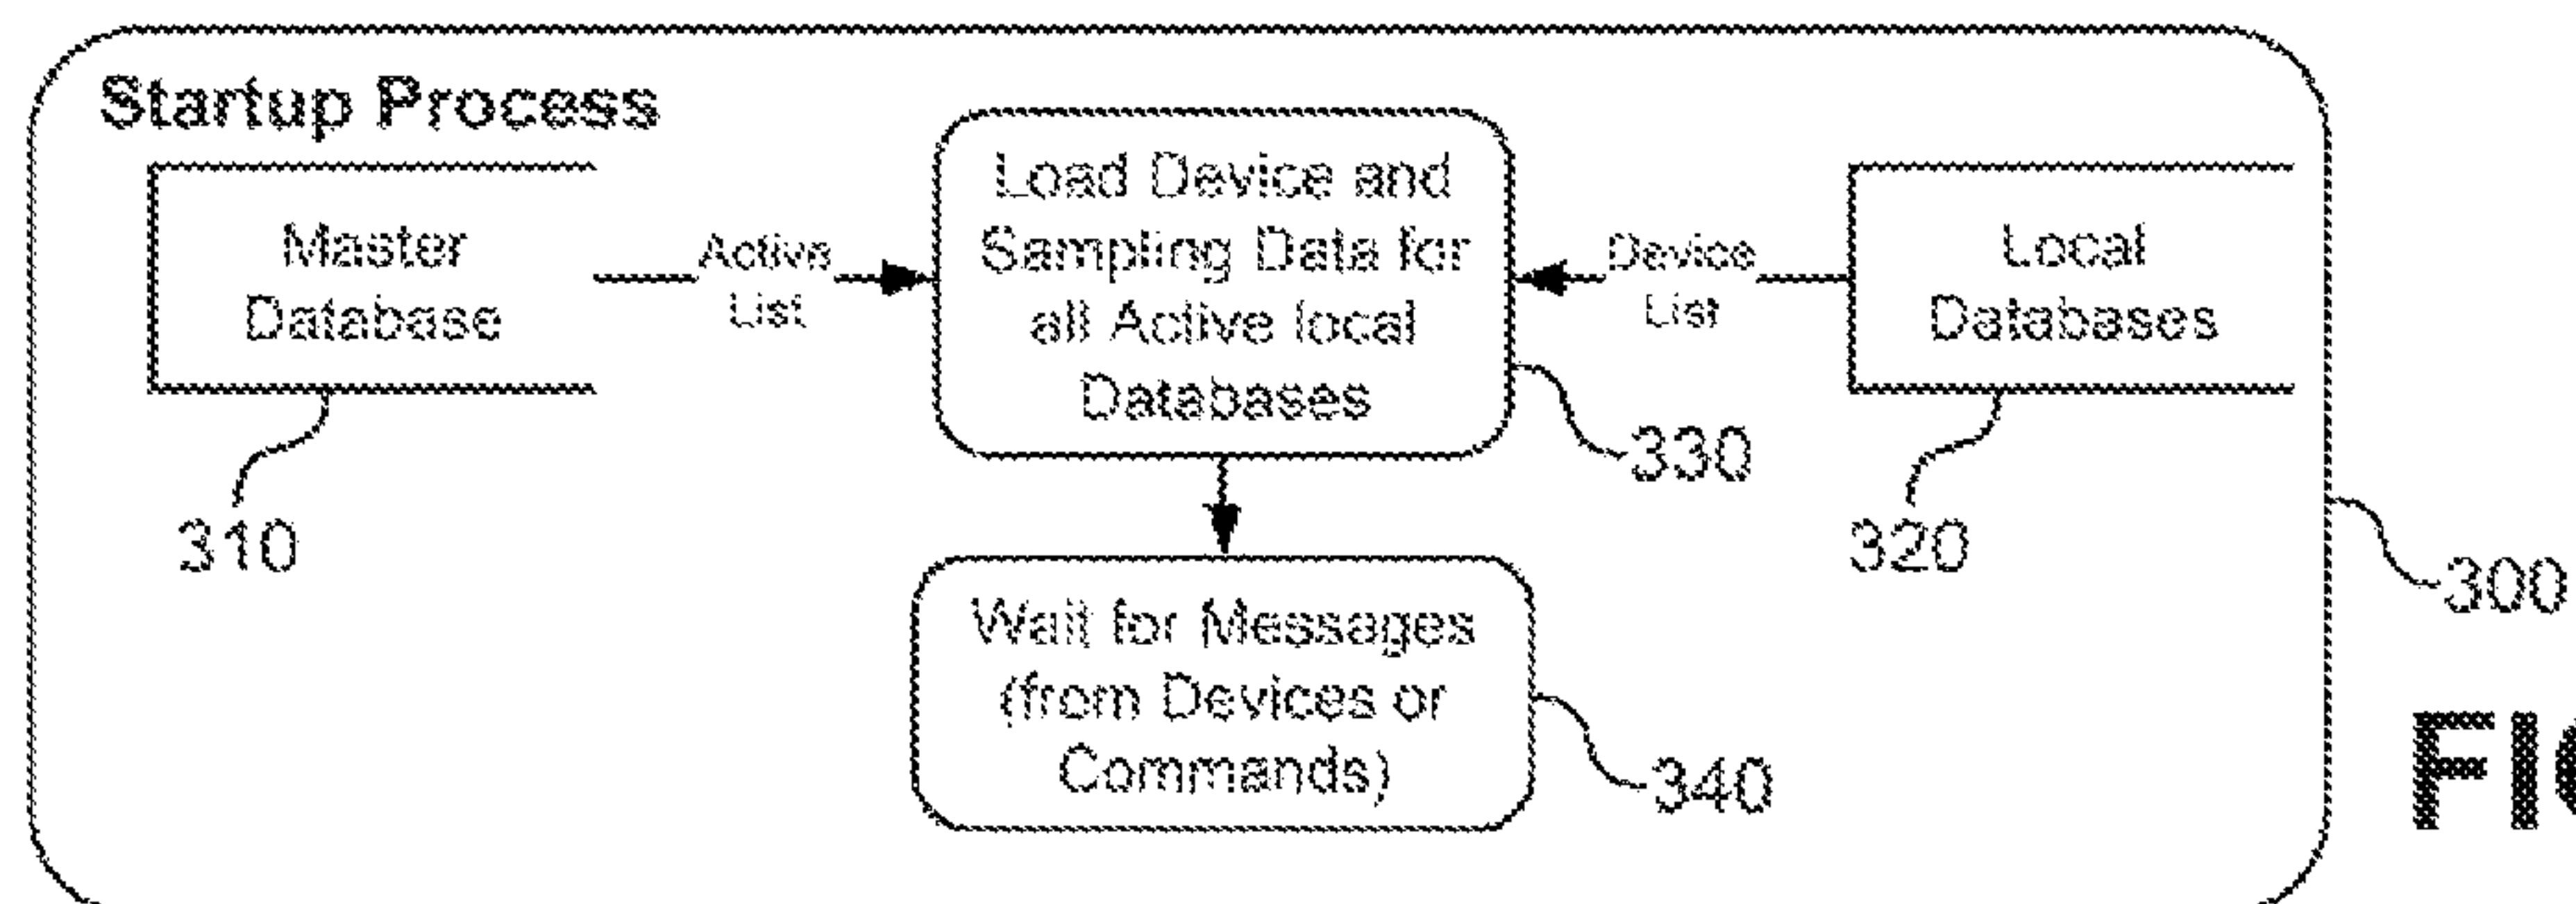 Startup Process
Master
Database
Active
List
Load Device and
Sampling Data for
all Active local
Databases
Device
List
Local
Databases
310
330
320
300
Wait for Messages
(from Devices or
Commands)
340